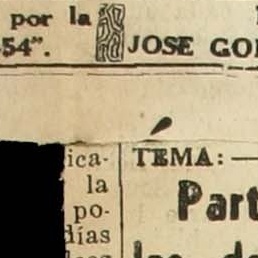 por la
54”.
JOSE GO
ica-
la
po-
días
TEMA: —
Part